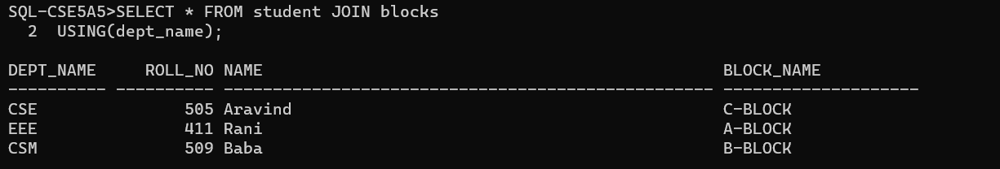 SQL-CSE5A5>SELECT * FROM student JOIN blocks
  2  USING(dept_name);
DEPT_NAME     ROLL_NO NAME                                               BLOCK_NAME
---------- ---------- -------------------------------------------------- --------------------
CSE               505 Aravind                                            C-BLOCK
EEE               411 Rani                                               A-BLOCK
CSM               509 Baba                                               B-BLOCK